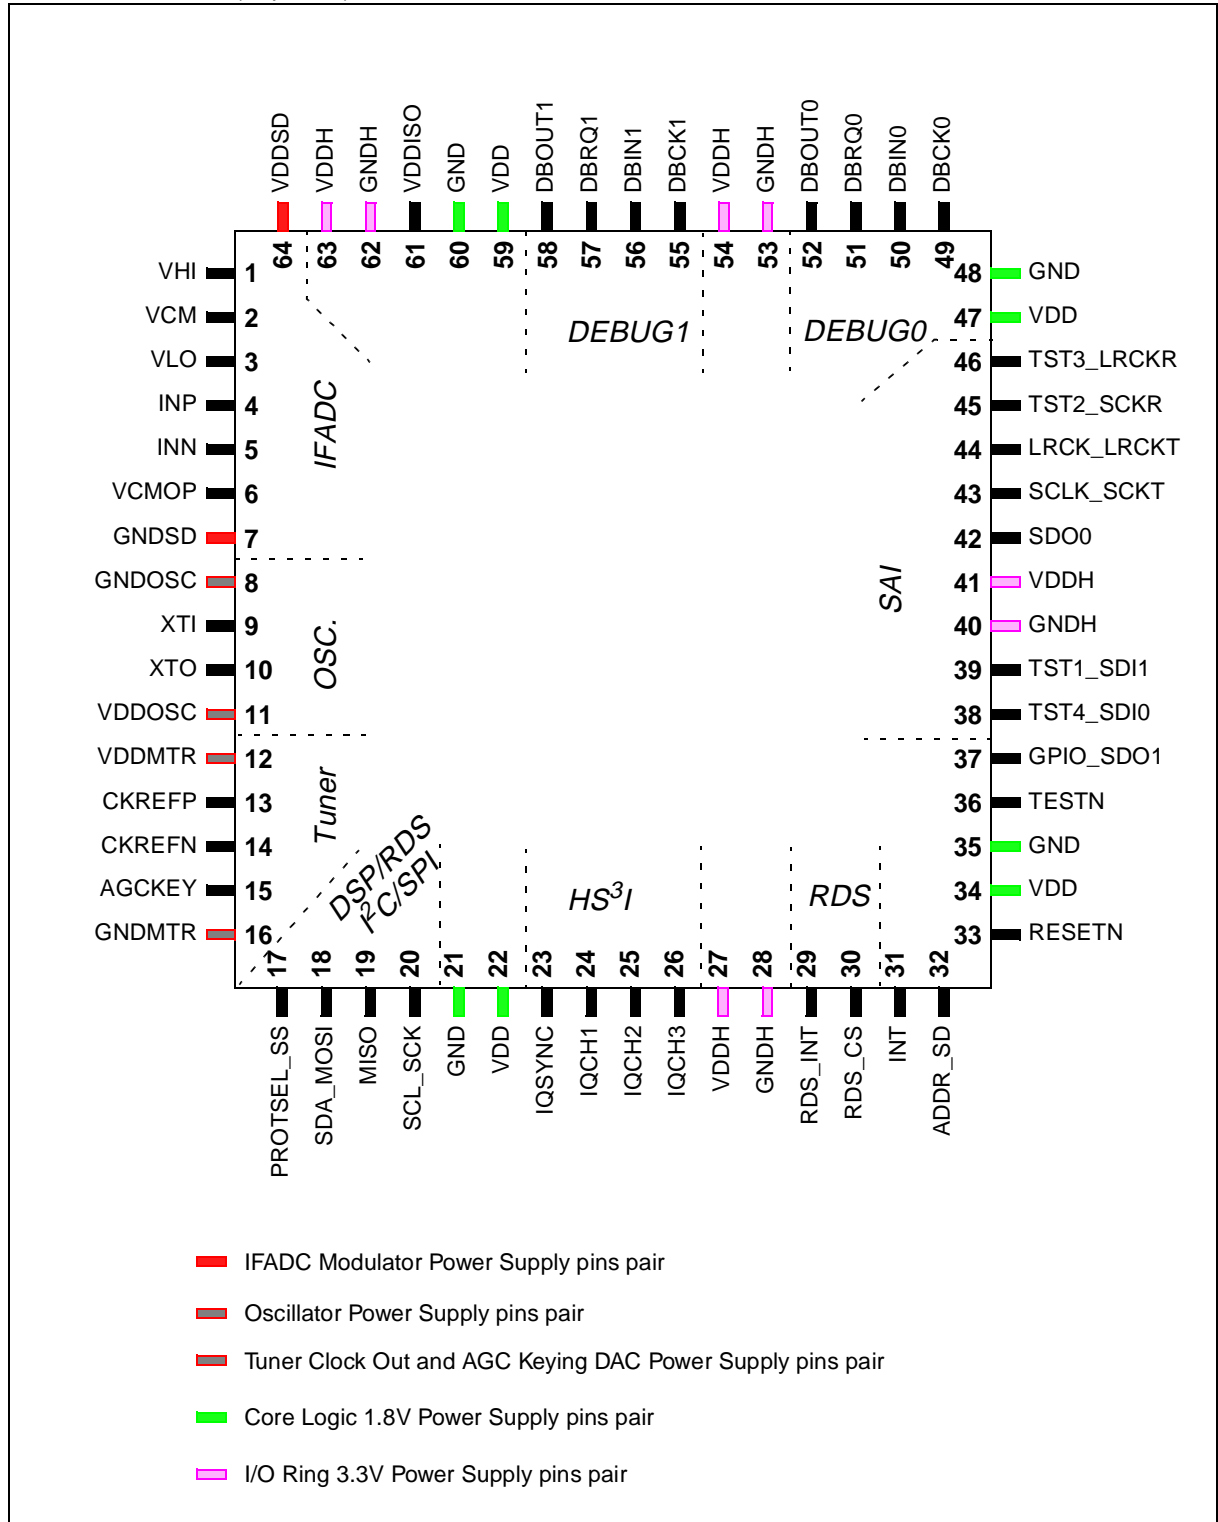 VDDSD
VDDH
GNDH
VDDISO
GND
VDD
DBOUT1
DBRQ1
DBIN1
DBCK1
VDDH
GNDH
DBOUT0
DBRQ0
DBIN0
DBCK0
64
63
62
61
60
59
58
57
56
55
54
53
52
51
50
49
VHI 1
VCM 2
VLO 3
INP 4
INN 5
VCMOP 6
GNDSD 7
GNDOSC 8
XTI 9
XTO 10
VDDOSC 11
VDDMTR 12
CKREFP 13
CKREFN 14
AGCKEY 15
GNDMTR 16
IFADC
OSC.
Tuner
DSP/RDS
I²C/SPI
DEBUG1
DEBUG0
SAI
HS³I
RDS
48 GND
47 VDD
46 TST3_LRCKR
45 TST2_SCKR
44 LRCK_LRCKT
43 SCLK_SCKT
42 SDO0
41 VDDH
40 GNDH
39 TST1_SDI1
38 TST4_SDI0
37 GPIO_SDO1
36 TESTN
35 GND
34 VDD
33 RESETN
17
18
19
20
21
22
23
24
25
26
27
28
29
30
31
32
PROTSEL_SS
SDA_MOSI
MISO
SCL_SCK
GND
VDD
IQSYNC
IQCH1
IQCH2
IQCH3
VDDH
GNDH
RDS_INT
RDS_CS
INT
ADDR_SD
IFADC Modulator Power Supply pins pair
Oscillator Power Supply pins pair
Tuner Clock Out and AGC Keying DAC Power Supply pins pair
Core Logic 1.8V Power Supply pins pair
I/O Ring 3.3V Power Supply pins pair